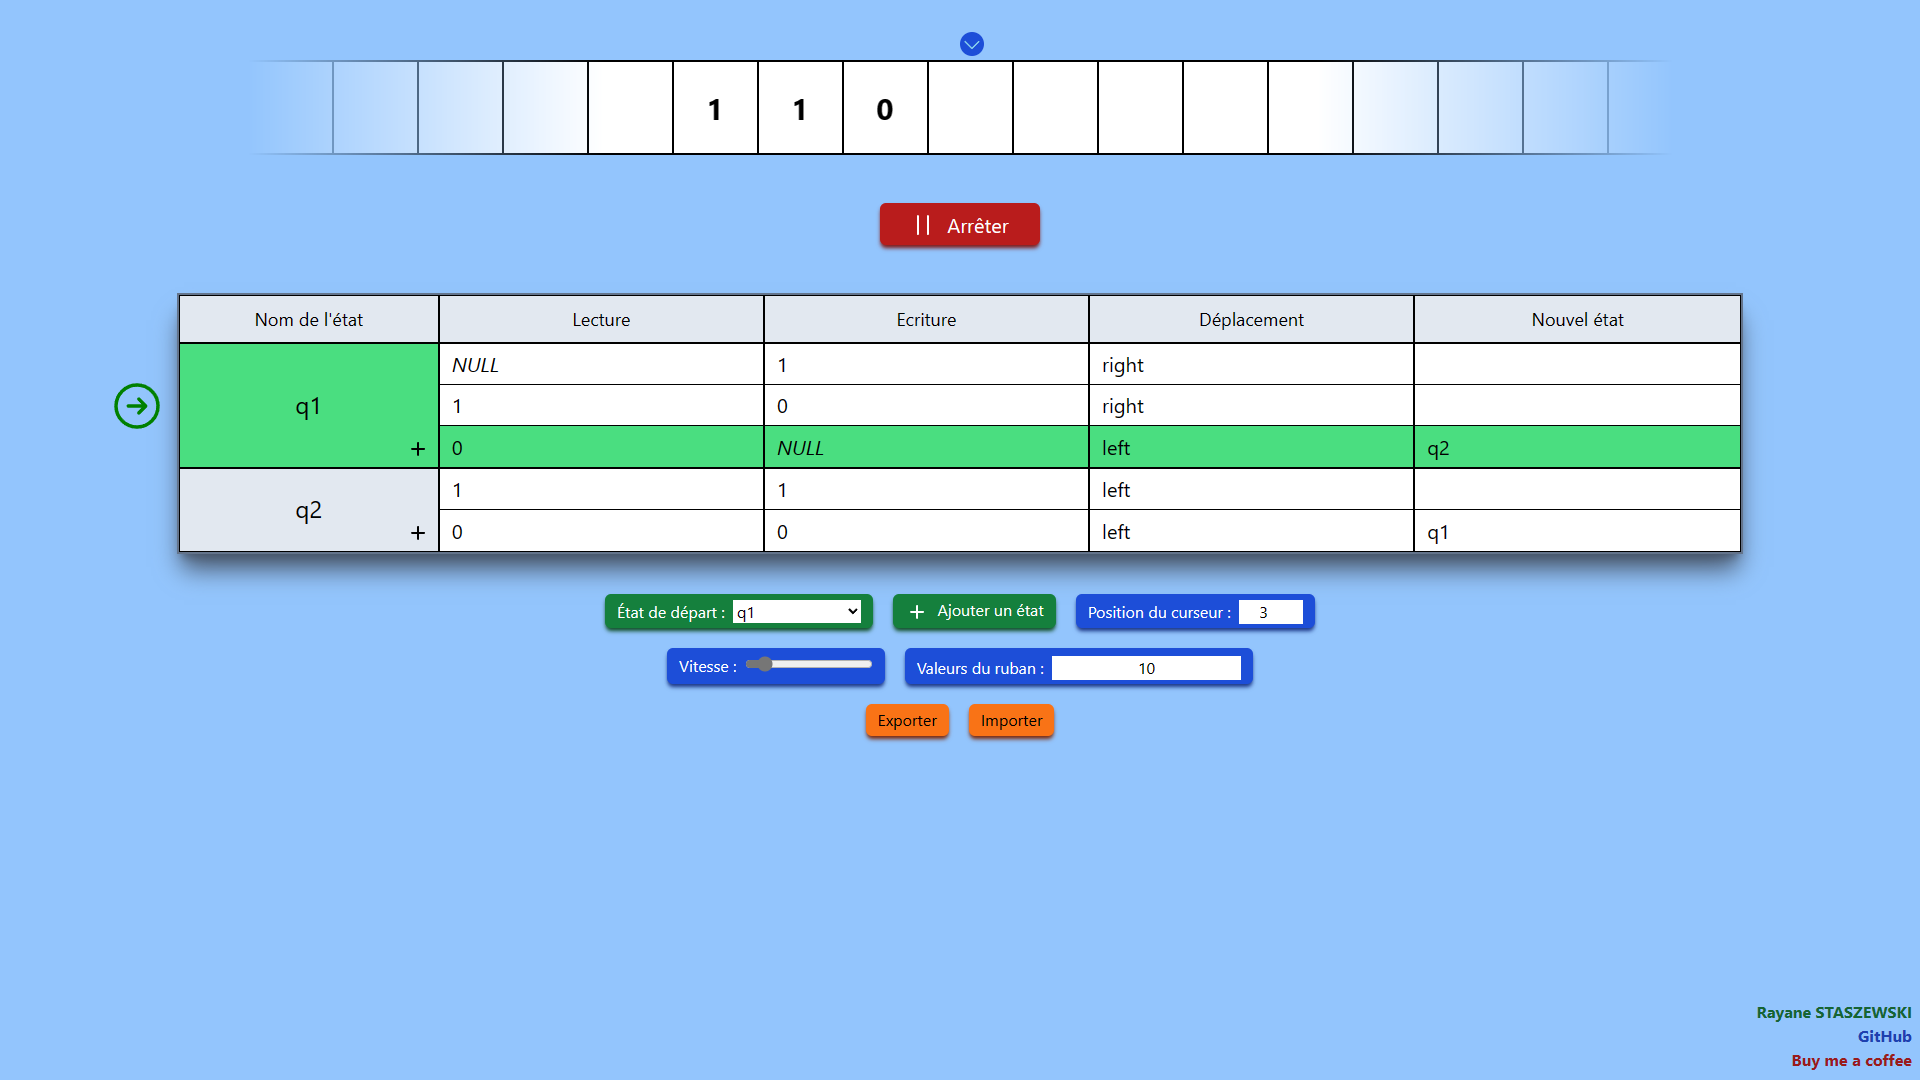 1 1 0
Arrêter
Nom de l'état Lecture Ecriture Déplacement Nouvel état
q1
NULL 1 right
1 0 right
0 NULL left q2
q2
1 1 left
0 0 left q1
État de départ : q1 Ajouter un état Position du curseur : 3
Vitesse : Valeurs du ruban : 10
Exporter Importer
Rayane STASZEWSKI
GitHub
Buy me a coffee